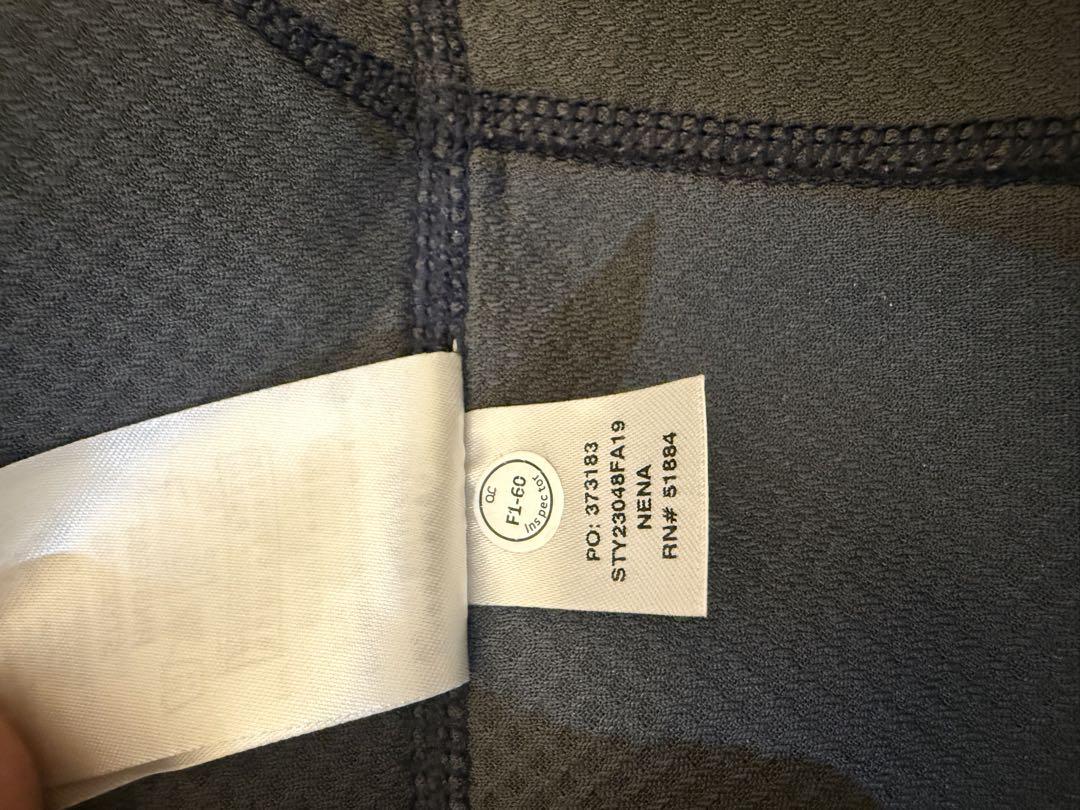 QC
F1-60
Inspector
PO: 373183
STY23048FA19
NENA
RN# 51884